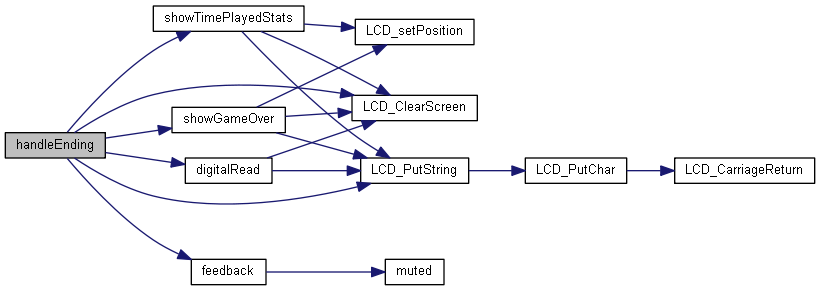 showTimePlayedStats
LCD_setPosition
LCD_ClearScreen
showGameOver
handleEnding
digitalRead
LCD_PutString
LCD_PutChar
LCD_CarriageReturn
feedback
muted